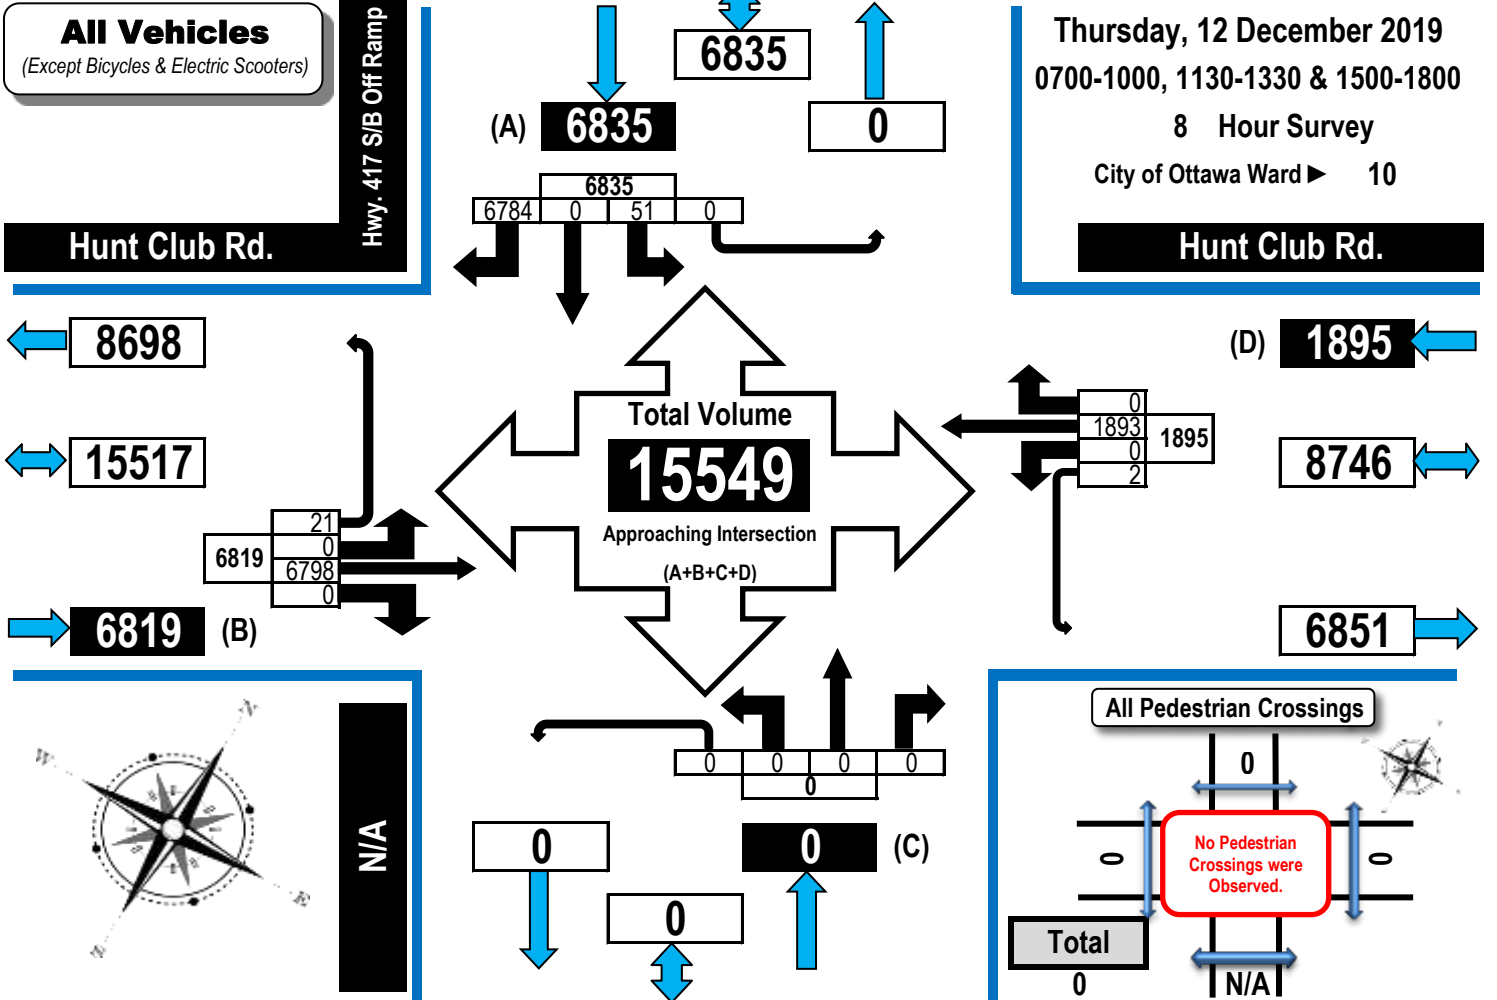 All Vehicles
(Except Bicycles & Electric Scooters)
Hwy. 417 S/B Off Ramp
Hunt Club Rd.
6835
(A) 6835
0
6835
6784 0 51 0
Thursday, 12 December 2019
0700-1000, 1130-1330 & 1500-1800
8 Hour Survey
City of Ottawa Ward ► 10
Hunt Club Rd.
8698
15517
21
0
6798
0
6819
6819 (B)
Total Volume
15549
Approaching Intersection
(A+B+C+D)
(D) 1895
0
1893
0
2
1895
8746
6851
N
W
E
S
N/A
0 0 0 0
0
0
0 (C)
0
All Pedestrian Crossings
0
0
No Pedestrian
Crossings were
Observed.
0
Total
0
N/A